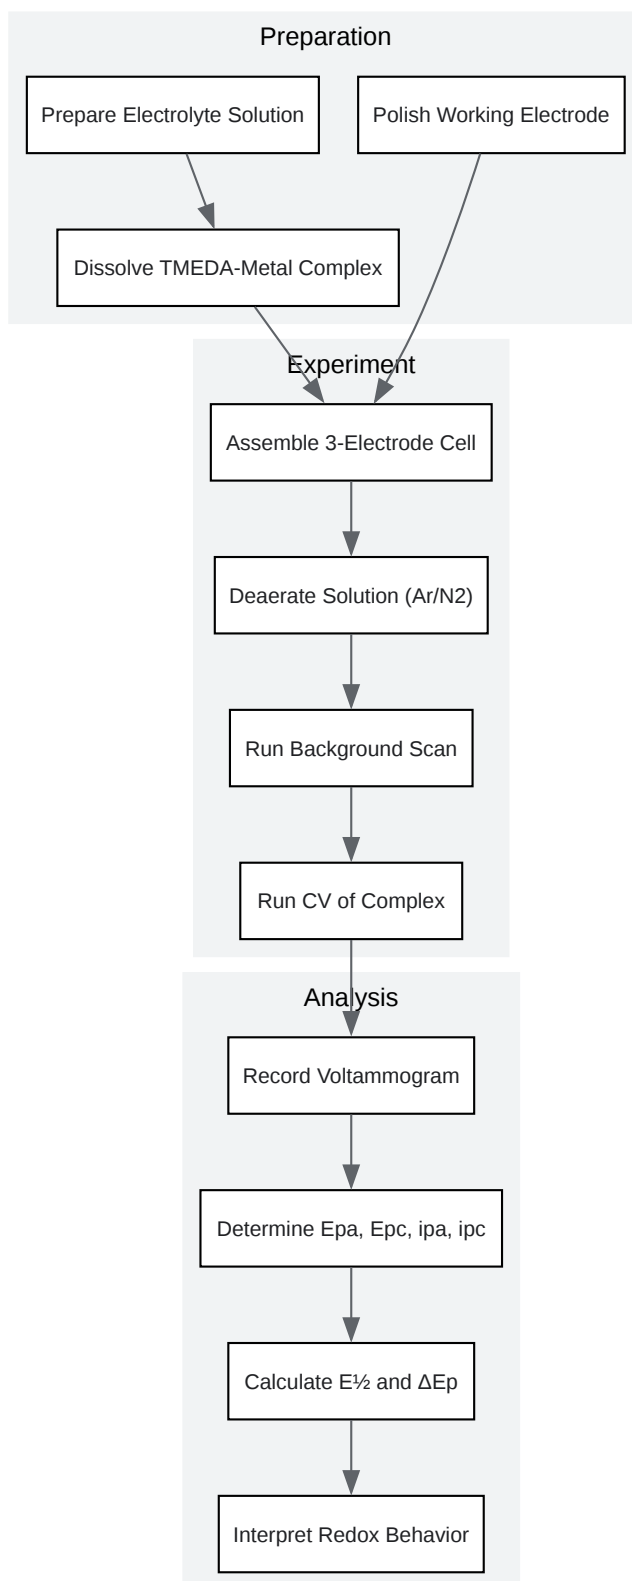 Preparation
Prepare Electrolyte Solution
Polish Working Electrode
Dissolve TMEDA-Metal Complex
Experiment
Assemble 3-Electrode Cell
Deaerate Solution (Ar/N2)
Run Background Scan
Run CV of Complex
Analysis
Record Voltammogram
Determine Epa, Epc, ipa, ipc
Calculate E½ and ΔEp
Interpret Redox Behavior